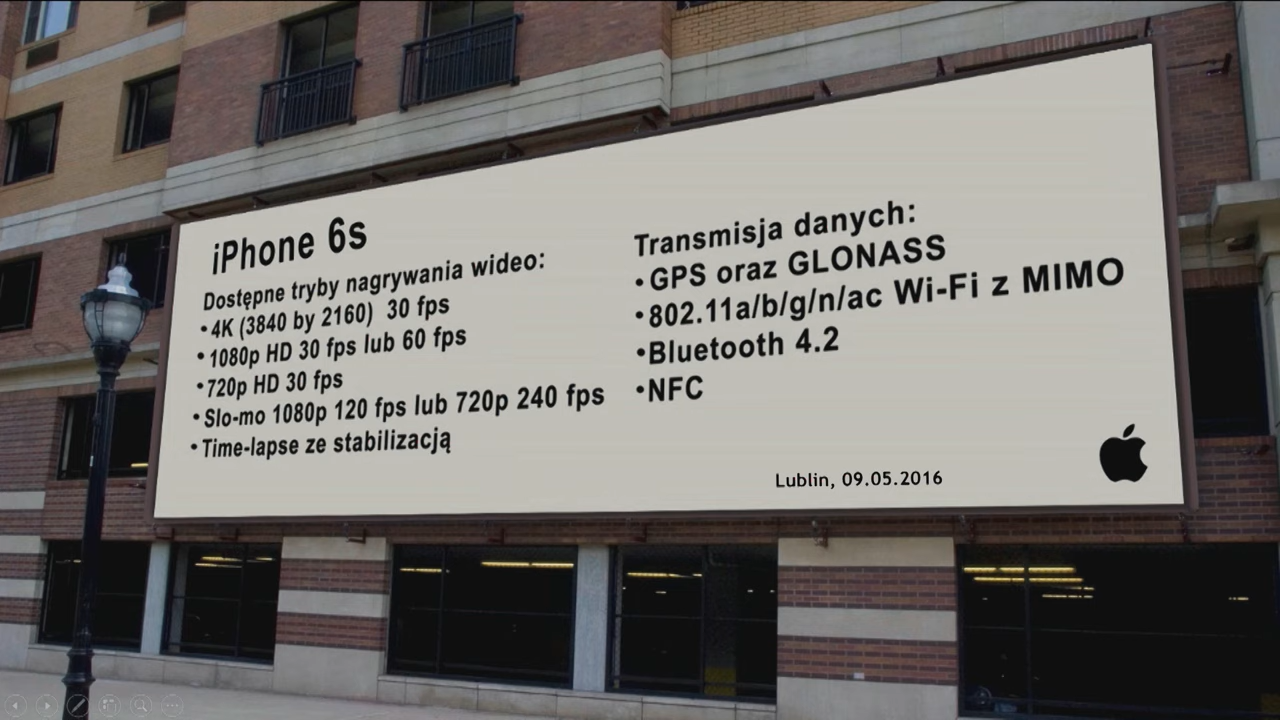 iPhone 6s
Dostępne tryby nagrywania wideo:
•4K (3840 by 2160) 30 fps
•1080p HD 30 fps lub 60 fps
•720p HD 30 fps
•Slo-mo 1080p 120 fps lub 720p 240 fps
•Time-lapse ze stabilizacją
Transmisja danych:
•GPS oraz GLONASS
•802.11a/b/g/n/ac Wi-Fi z MIMO
•Bluetooth 4.2
•NFC
Lublin, 09.05.2016